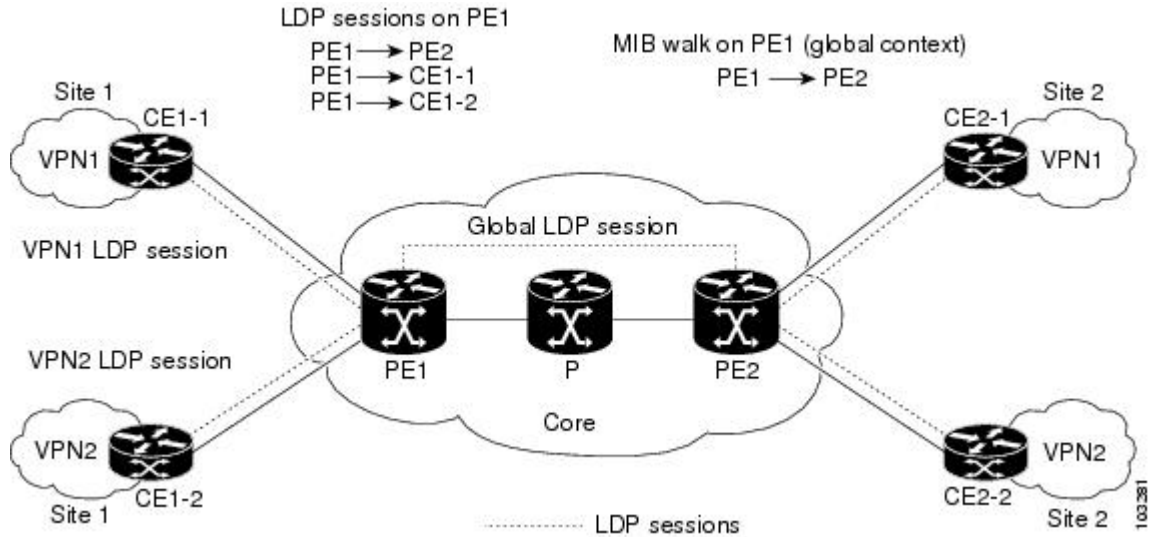 LDP sessions on PE1
PE1 → PE2
PE1 → CE1-1
PE1 → CE1-2
MIB walk on PE1 (global context)
PE1 → PE2
Site 1
CE1-1
VPN1
VPN1 LDP session
Site 2
CE2-1
VPN1
Global LDP session
PE1
P
PE2
Core
VPN2 LDP session
VPN2
CE1-2
Site 1
VPN2
CE2-2
Site 2
LDP sessions
103281